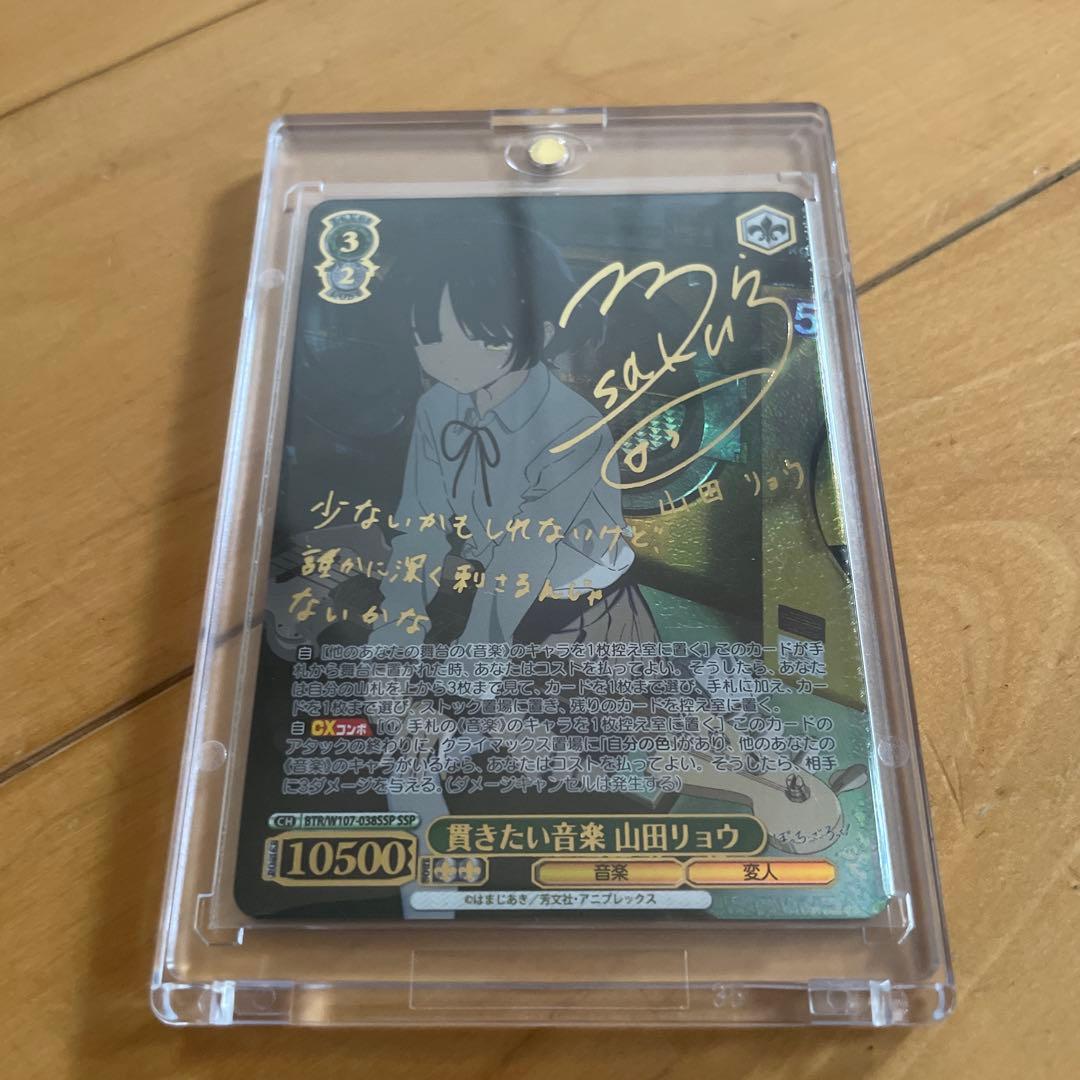 3
2
5
山田リョウ
少ないかもしれないけど、
誰かに深く刺さるんじゃ
ないかな
自 [他のあなたの舞台の《音楽》のキャラを1枚控え室に置く] このカードが手
札から舞台に置かれた時、あなたはコストを払ってよい。そうしたら、あなた
は自分の山札を上から3枚まで見て、カードを1枚まで選び、手札に加え、カー
ドを1枚まで選び、ストック置場に置き、残りのカードを控え室に置く。
自 CXコンボ [(1) 手札の《音楽》のキャラを1枚控え室に置く] このカードの
アタックの終わりに、クライマックス置場に「自分の色」があり、他のあなたの
《音楽》のキャラがいるなら、あなたはコストを払ってよい。そうしたら、相手
に3ダメージを与える。(ダメージキャンセルは発生する)
CH BTR/W107-038SSP SSP
貫きたい音楽 山田リョウ
ぼっち・ざ・ろっく!
10500
音楽 変人
©はまじあき/芳文社・アニプレックス
35